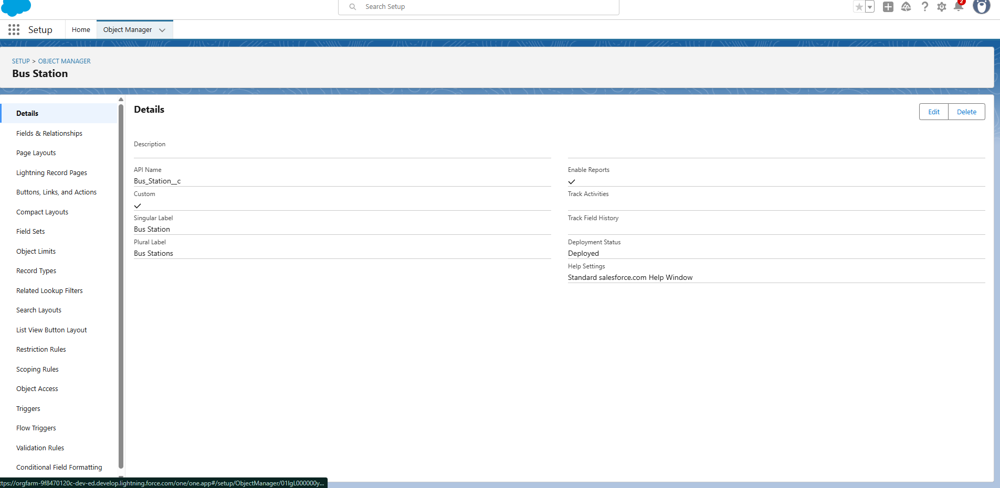 Search Setup
2
Setup
Home
Object Manager
SETUP > OBJECT MANAGER
Bus Station
Details
Fields & Relationships
Page Layouts
Lightning Record Pages
Buttons, Links, and Actions
Compact Layouts
Field Sets
Object Limits
Record Types
Related Lookup Filters
Search Layouts
List View Button Layout
Restriction Rules
Scoping Rules
Object Access
Triggers
Flow Triggers
Validation Rules
Conditional Field Formatting
Details
Edit
Delete
Description
API Name
Bus_Station__c
Custom
Singular Label
Bus Station
Plural Label
Bus Stations
Enable Reports
Track Activities
Track Field History
Deployment Status
Deployed
Help Settings
Standard salesforce.com Help Window
ttps://orgfarm-9f8470120c-dev-ed.develop.lightning.force.com/one/one.app#/setup/ObjectManager/01IgL000000y...